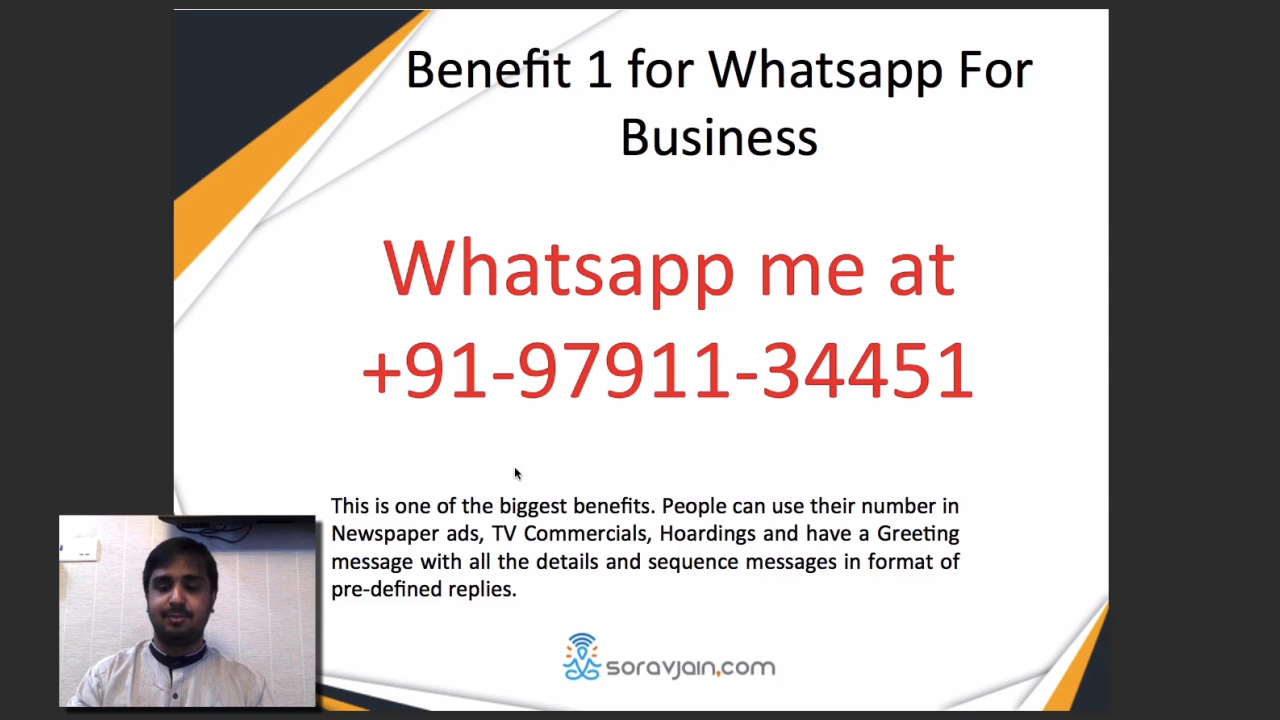 Benefit 1 for Whatsapp For
Business
Whatsapp me at
+91-97911-34451
This is one of the biggest benefits. People can use their number in
Newspaper ads, TV Commercials, Hoardings and have a Greeting
message with all the details and sequence messages in format of
pre-defined replies.
soravjain.com